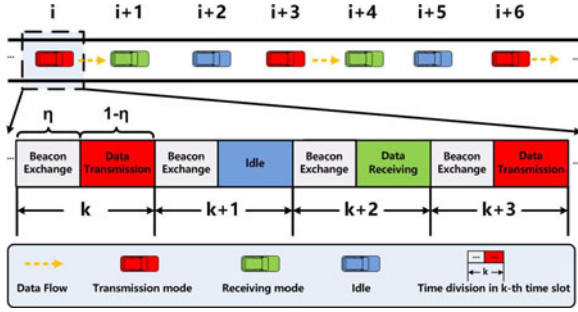 i i+1 i+2 i+3 i+4 i+5 i+6
... ...
η 1-η
... Beacon Exchange Data Transmission Beacon Exchange Idle Beacon Exchange Data Receiving Beacon Exchange Data Transmission ...
k k+1 k+2 k+3
... ...
k
Data Flow Transmission mode Receiving mode Idle Time division in k-th time slot